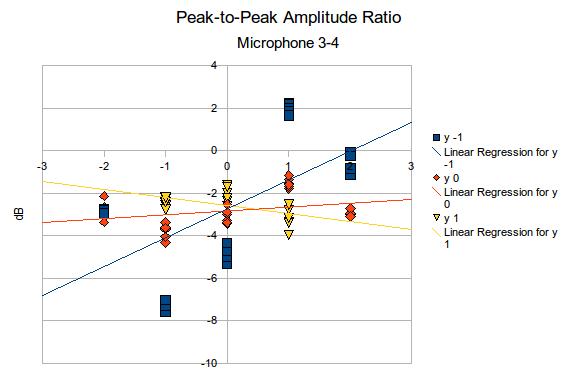 Peak-to-Peak Amplitude Ratio
Microphone 3-4
4
2
0
-3 -2 -1 0 1 2 3
-2
-4
-6
-8
-10
dB
y -1
Linear Regression for y
-1
y 0
Linear Regression for y
0
y 1
Linear Regression for y
1